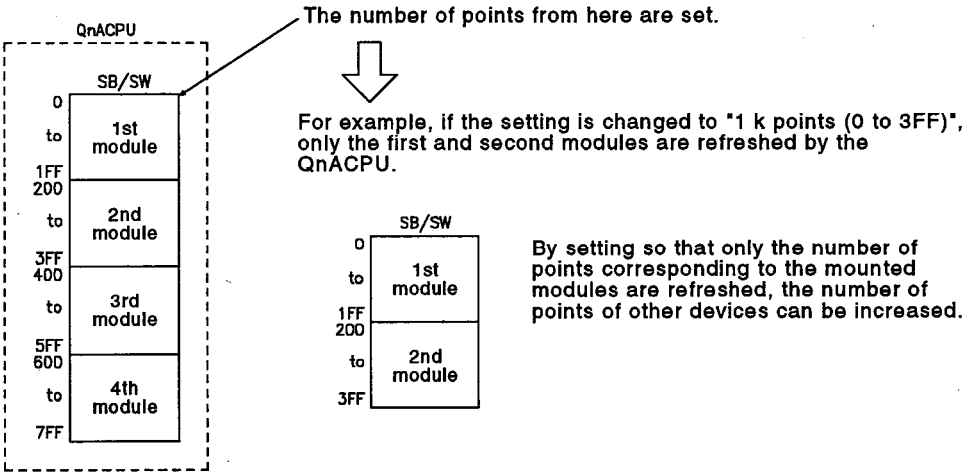 The number of points from here are set.
QnACPU
SB/SW
0
to
1FF
1st
module
200
to
3FF
2nd
module
400
to
5FF
3rd
module
600
to
7FF
4th
module
For example, if the setting is changed to "1 k points (0 to 3FF)",
only the first and second modules are refreshed by the
QnACPU.
SB/SW
0
to
1FF
1st
module
200
to
3FF
2nd
module
By setting so that only the number of
points corresponding to the mounted
modules are refreshed, the number of
points of other devices can be increased.